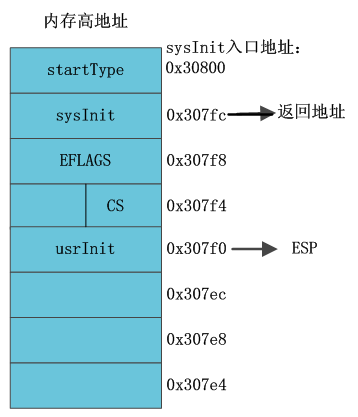 内存高地址
sysInit入口地址:
startType 0x30800
sysInit 0x307fc 返回地址
EFLAGS 0x307f8
CS 0x307f4
usrInit 0x307f0 ESP
0x307ec
0x307e8
0x307e4